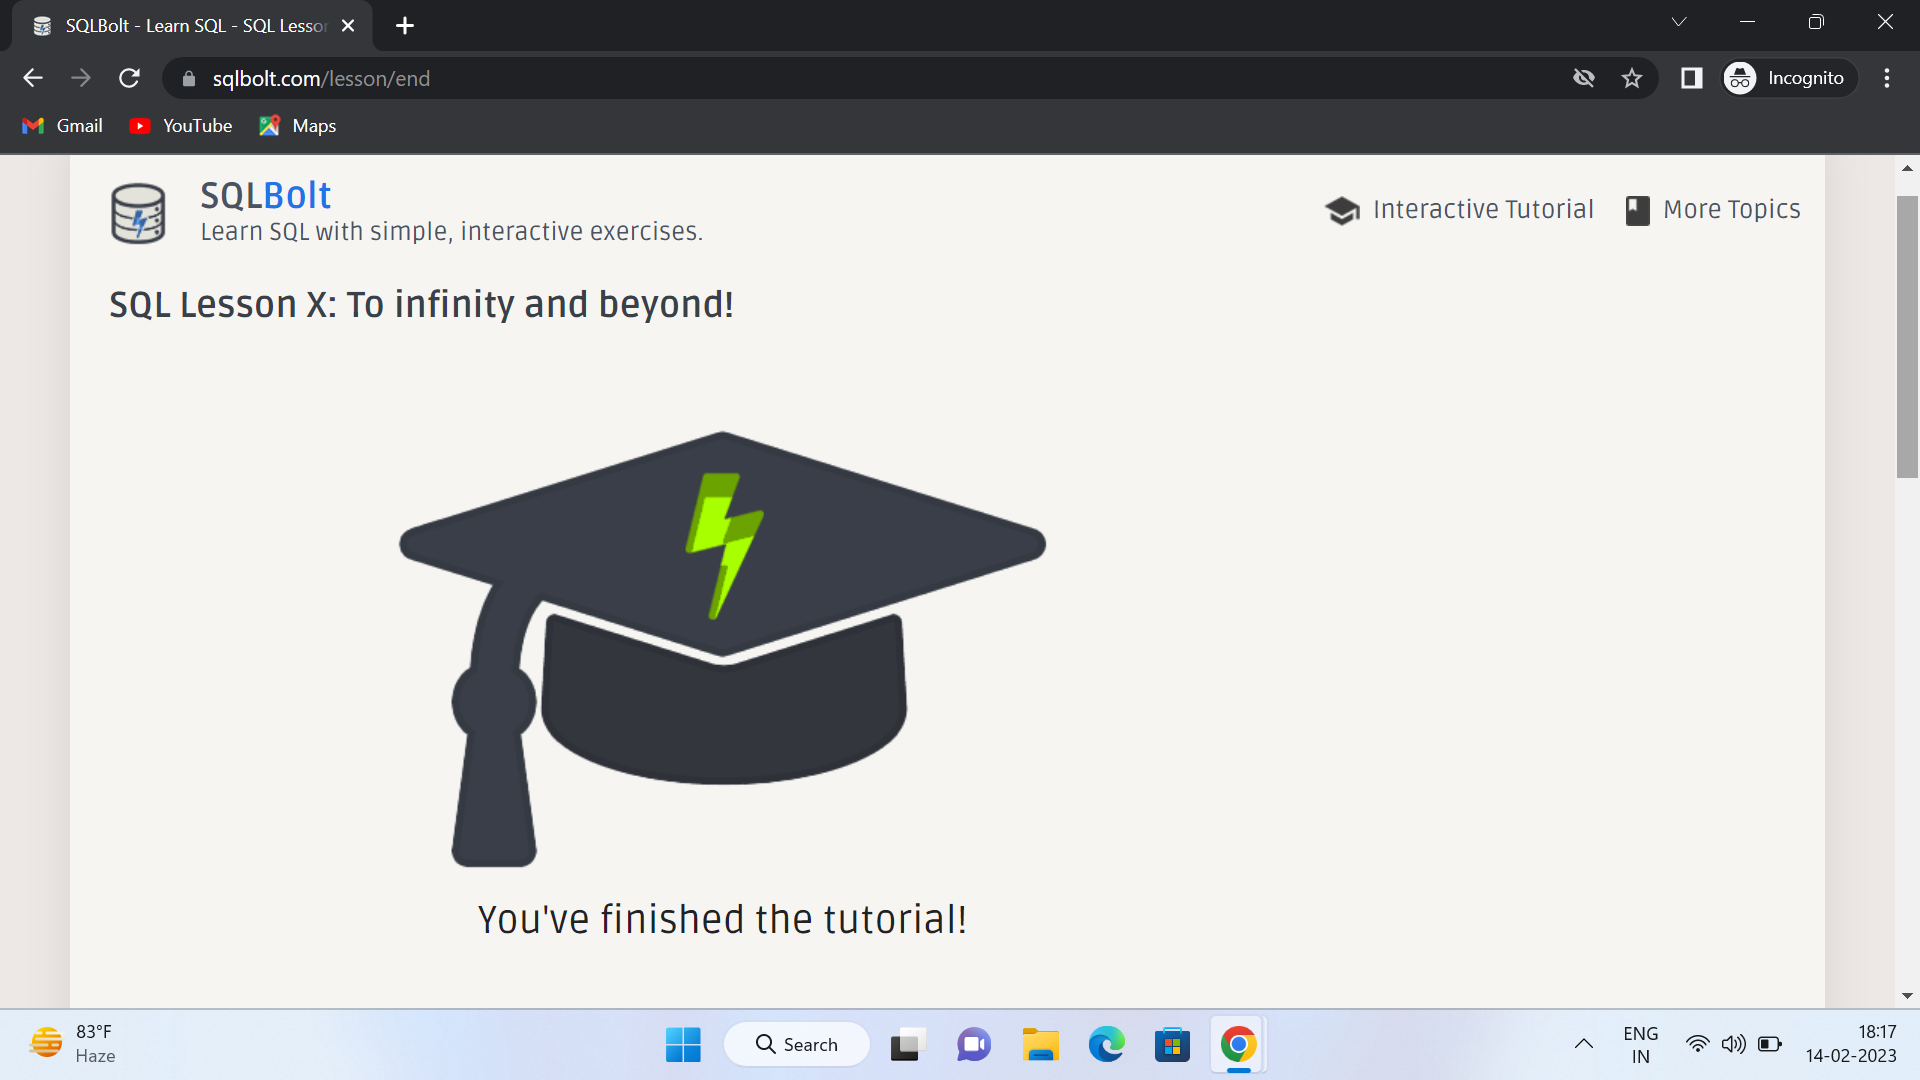 SQLBolt - Learn SQL - SQL Lesson
sqlbolt.com/lesson/end
Incognito
Gmail
YouTube
Maps
SQLBolt
Learn SQL with simple, interactive exercises.
Interactive Tutorial
More Topics
SQL Lesson X: To infinity and beyond!
You've finished the tutorial!
83°F
Haze
Search
ENG
IN
18:17
14-02-2023